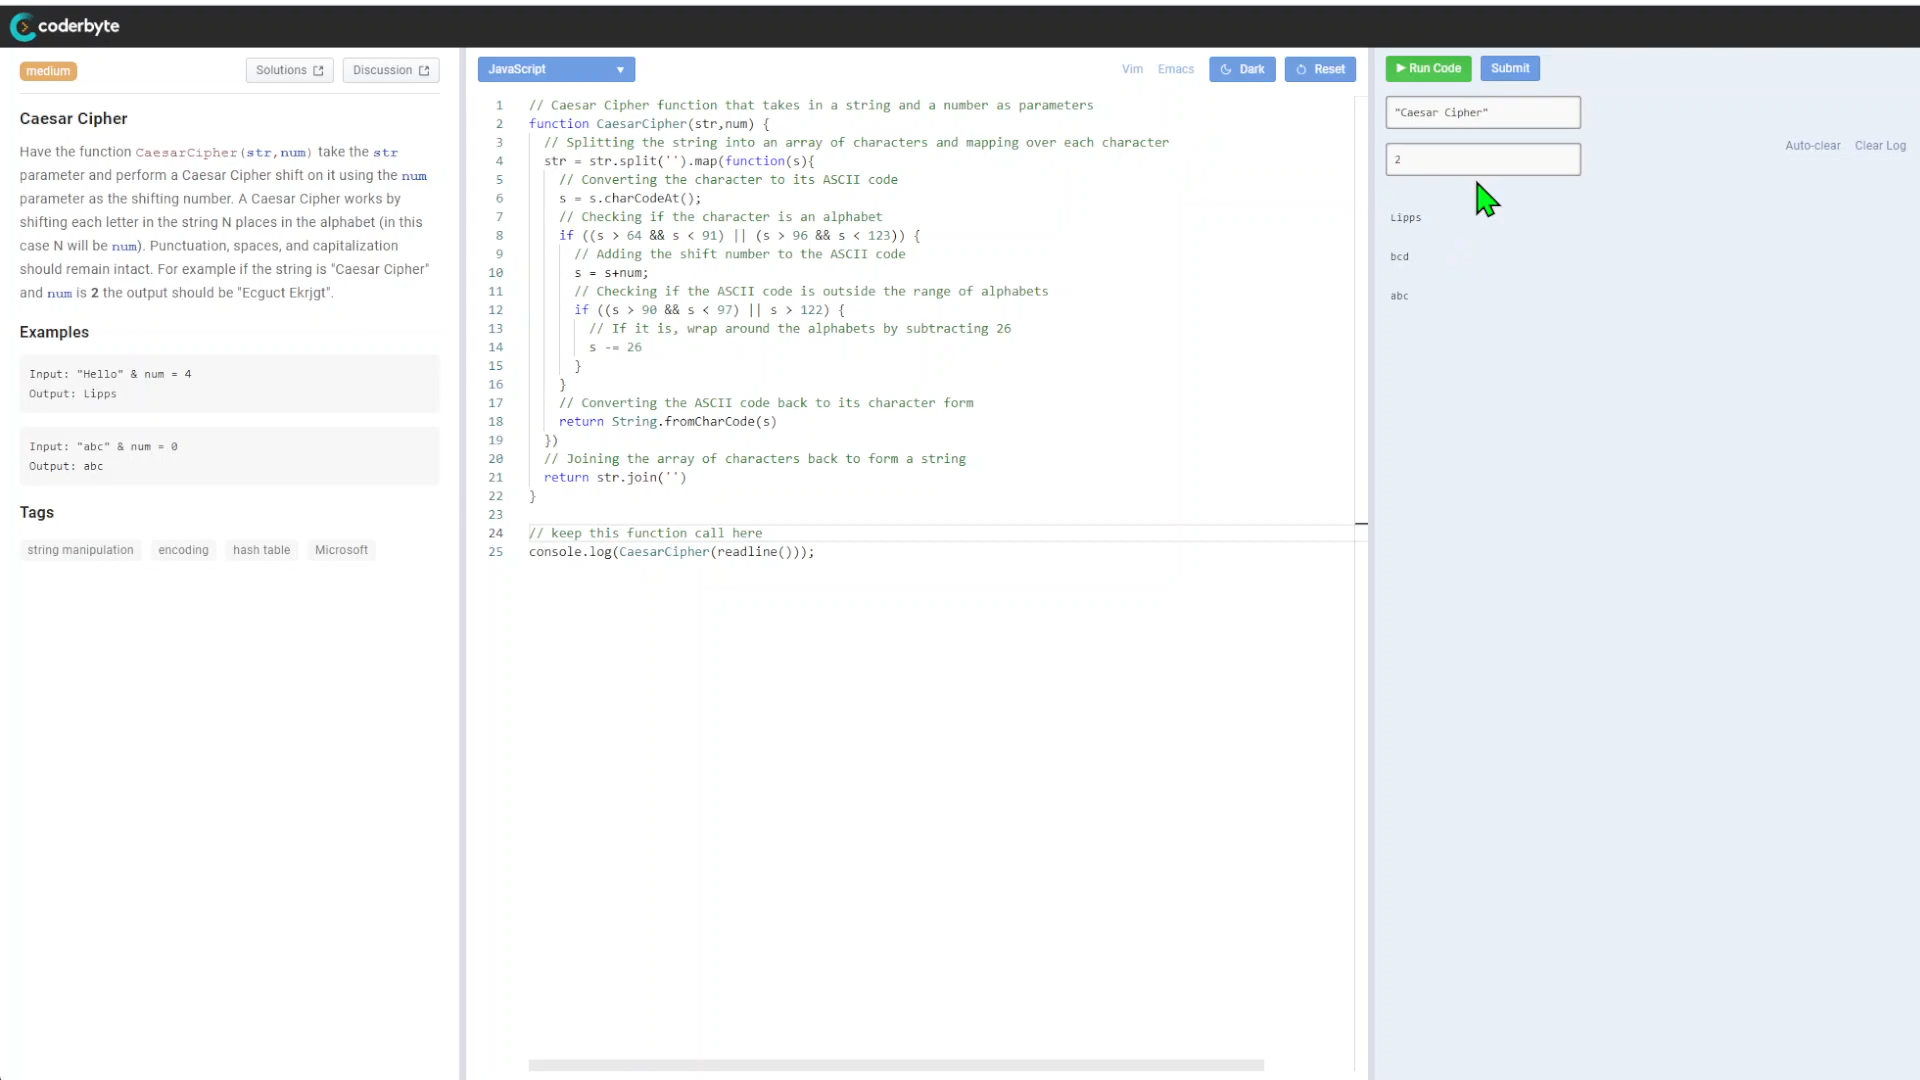 coderbyte
medium
Solutions
Discussion
Caesar Cipher
Have the function CaesarCipher(str,num) take the str
parameter and perform a Caesar Cipher shift on it using the num
parameter as the shifting number. A Caesar Cipher works by
shifting each letter in the string N places in the alphabet (in this
case N will be num). Punctuation, spaces, and capitalization
should remain intact. For example if the string is "Caesar Cipher"
and num is 2 the output should be "Ecguct Ekrjgt".
Examples
Input: "Hello" & num = 4
Output: Lipps
Input: "abc" & num = 0
Output: abc
Tags
string manipulation
encoding
hash table
Microsoft
JavaScript
Vim
Emacs
Dark
Reset
1 // Caesar Cipher function that takes in a string and a number as parameters
2 function CaesarCipher(str,num) {
3 // Splitting the string into an array of characters and mapping over each character
4 str = str.split('').map(function(s){
5 // Converting the character to its ASCII code
6 s = s.charCodeAt();
7 // Checking if the character is an alphabet
8 if ((s > 64 && s < 91) || (s > 96 && s < 123)) {
9 // Adding the shift number to the ASCII code
10 s = s+num;
11 // Checking if the ASCII code is outside the range of alphabets
12 if ((s > 90 && s < 97) || s > 122) {
13 // If it is, wrap around the alphabets by subtracting 26
14 s -= 26
15 }
16 }
17 // Converting the ASCII code back to its character form
18 return String.fromCharCode(s)
19 })
20 // Joining the array of characters back to form a string
21 return str.join('')
22 }
23
24 // keep this function call here
25 console.log(CaesarCipher(readline()));
Run Code
Submit
"Caesar Cipher"
2
Auto-clear
Clear Log
Lipps
bcd
abc